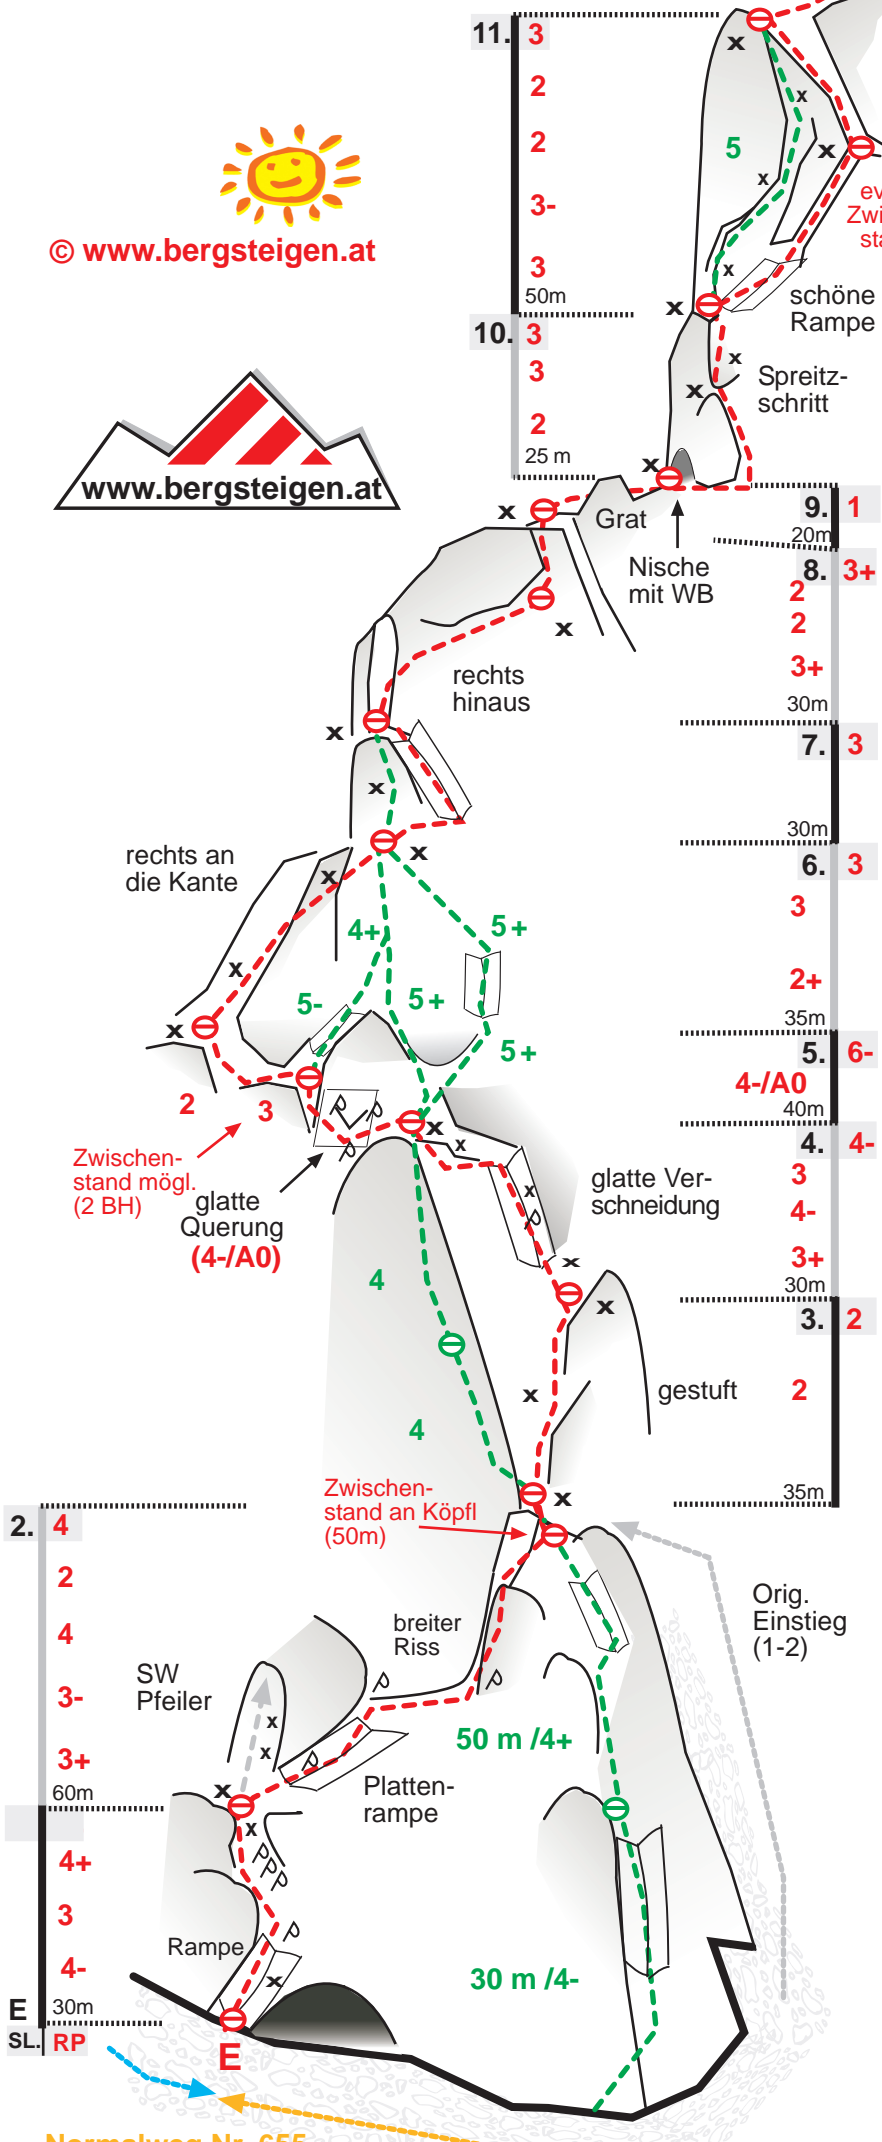 11. 3
2
2
3-
3
50m
10. 3
3
2
25 m
5
schöne
Rampe
Spreitz-
schritt
© www.bergsteigen.at
www.bergsteigen.at
Grat
Nische
mit WB
9. 1
20m
8. 3+
2
2
3+
30m
rechts
hinaus
7. 3
30m
rechts an
die Kante
6. 3
3
2+
35m
4+
5+
5-
5+
5+
5. 6-
4-/A0
40m
2
3
Zwischen-
stand mögl.
(2 BH)
glatte
Querung
(4-/A0)
4. 4-
3
4-
3+
30m
glatte Ver-
schneidung
4
3. 2
2
35m
gestuft
4
Zwischen-
stand an Köpfl
(50m)
2. 4
2
4
3-
3+
60m
Orig.
Einstieg
(1-2)
breiter
Riss
SW
Pfeiler
50 m /4+
Platten-
rampe
4+
3
4-
30m
Rampe
30 m /4-
E
SL. RP
E
Normalweg Nr. 655